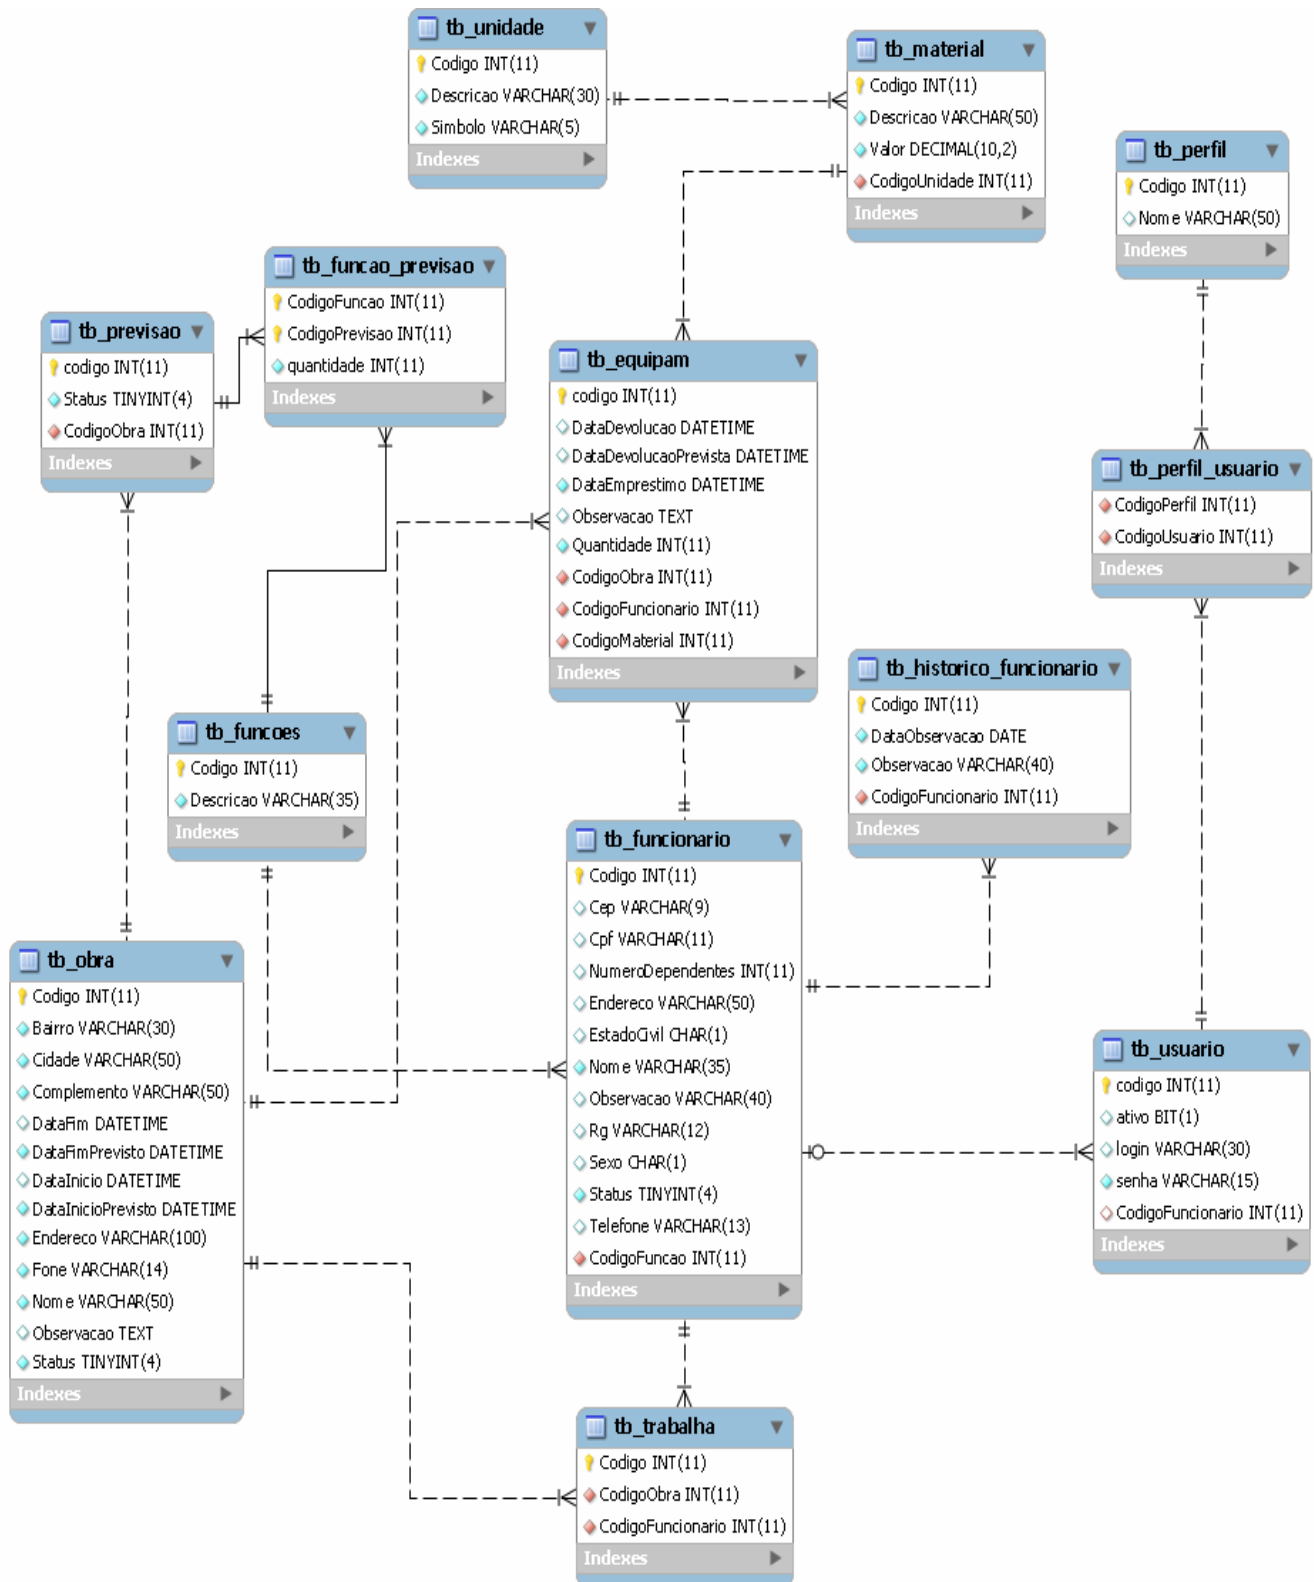 tb_unidade
Codigo INT(11)
Descricao VARCHAR(30)
Simbolo VARCHAR(5)
Indexes
tb_material
Codigo INT(11)
Descricao VARCHAR(50)
Valor DECIMAL(10,2)
CodigoUnidade INT(11)
Indexes
tb_perfil
Codigo INT(11)
Nome VARCHAR(50)
Indexes
tb_funcao_previsao
CodigoFuncao INT(11)
CodigoPrevisao INT(11)
quantidade INT(11)
Indexes
tb_previsao
codigo INT(11)
Status TINYINT(4)
CodigoObra INT(11)
Indexes
tb_equipam
codigo INT(11)
DataDevolucao DATETIME
DataDevolucaoPrevista DATETIME
DataEmprestimo DATETIME
Observacao TEXT
Quantidade INT(11)
CodigoObra INT(11)
CodigoFuncionario INT(11)
CodigoMaterial INT(11)
Indexes
tb_perfil_usuario
CodigoPerfil INT(11)
CodigoUsuario INT(11)
Indexes
tb_historico_funcionario
Codigo INT(11)
DataObservacao DATE
Observacao VARCHAR(40)
CodigoFuncionario INT(11)
Indexes
tb_funcoes
Codigo INT(11)
Descricao VARCHAR(35)
Indexes
tb_funcionario
Codigo INT(11)
Cep VARCHAR(9)
Cpf VARCHAR(11)
NumeroDependentes INT(11)
Endereco VARCHAR(50)
EstadoCivil CHAR(1)
Nome VARCHAR(35)
Observacao VARCHAR(40)
Rg VARCHAR(12)
Sexo CHAR(1)
Status TINYINT(4)
Telefone VARCHAR(13)
CodigoFuncao INT(11)
Indexes
tb_obra
Codigo INT(11)
Bairro VARCHAR(30)
Cidade VARCHAR(50)
Complemento VARCHAR(50)
DataFim DATETIME
DataFimPrevisto DATETIME
DataInicio DATETIME
DataInicioPrevisto DATETIME
Endereco VARCHAR(100)
Fone VARCHAR(14)
Nome VARCHAR(50)
Observacao TEXT
Status TINYINT(4)
Indexes
tb_usuario
codigo INT(11)
ativo BIT(1)
login VARCHAR(30)
senha VARCHAR(15)
CodigoFuncionario INT(11)
Indexes
tb_trabalha
Codigo INT(11)
CodigoObra INT(11)
CodigoFuncionario INT(11)
Indexes